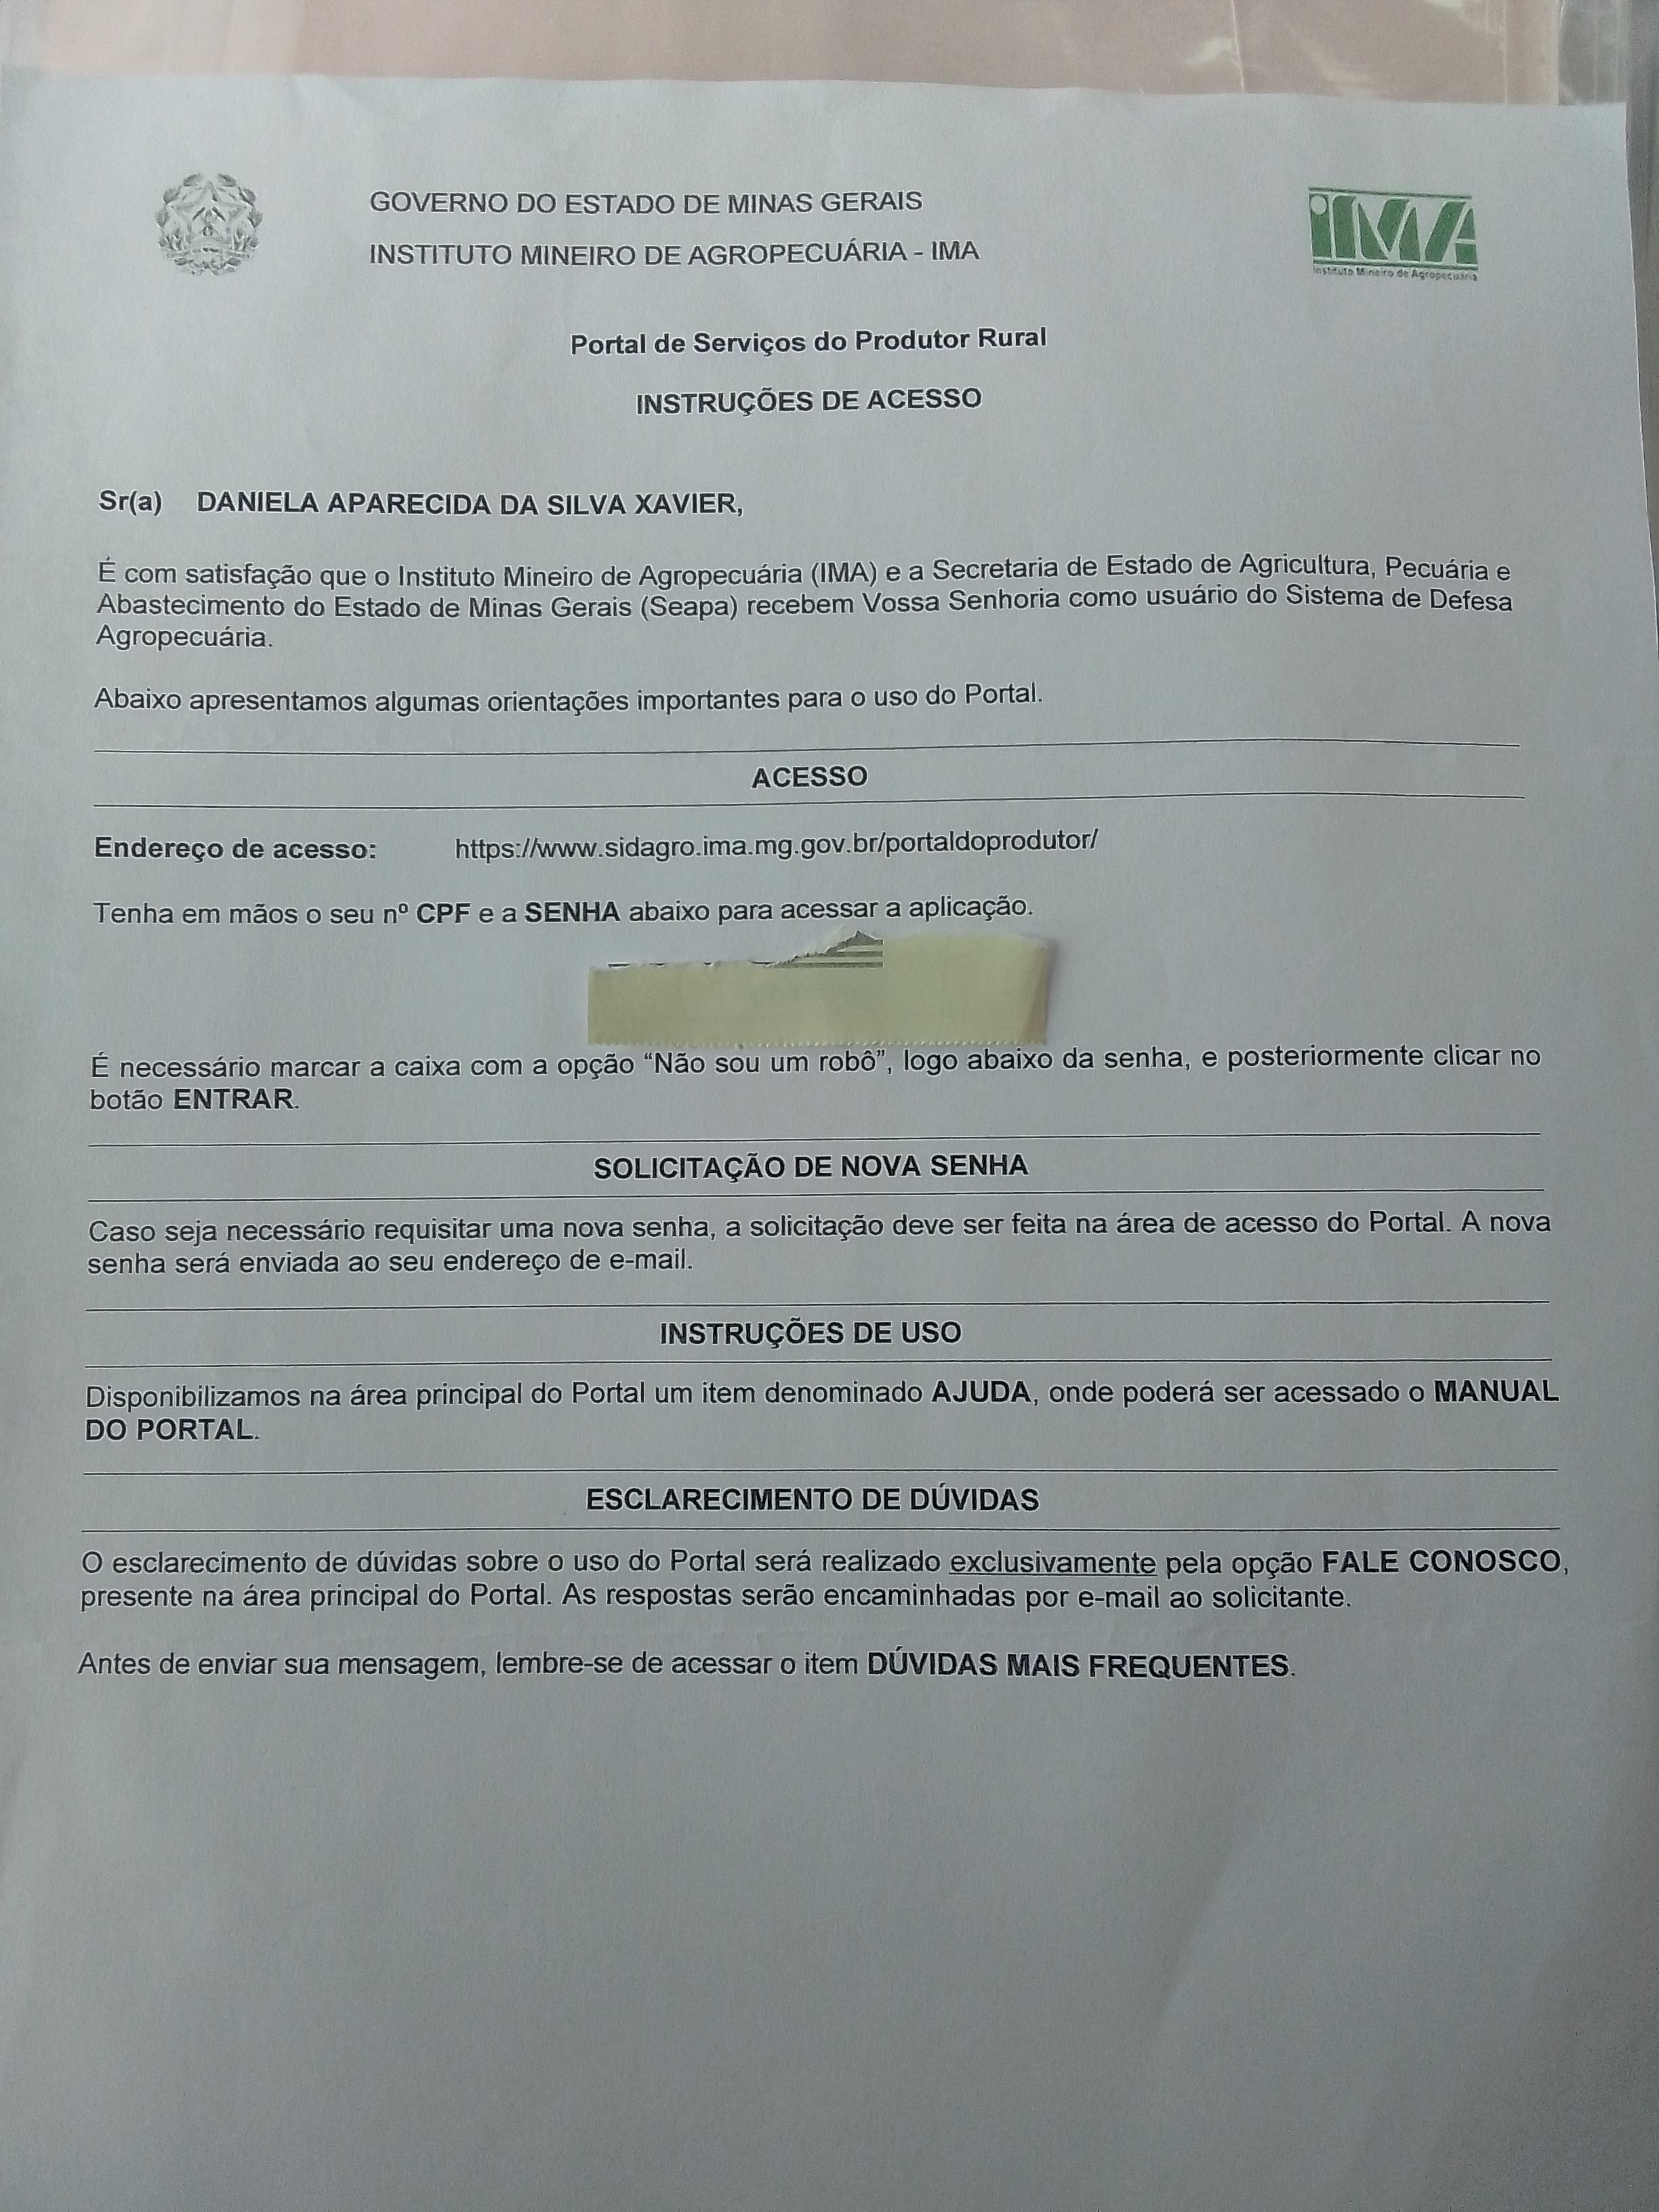 GOVERNO DO ESTADO DE MINAS GERAIS
INSTITUTO MINEIRO DE AGROPECUÁRIA - IMA
IMA
Instituto Mineiro de Agropecuária
Portal de Serviços do Produtor Rural
INSTRUÇÕES DE ACESSO
Sr(a) DANIELA APARECIDA DA SILVA XAVIER,
É com satisfação que o Instituto Mineiro de Agropecuária (IMA) e a Secretaria de Estado de Agricultura, Pecuária e
Abastecimento do Estado de Minas Gerais (Seapa) recebem Vossa Senhoria como usuário do Sistema de Defesa
Agropecuária.
Abaixo apresentamos algumas orientações importantes para o uso do Portal.
ACESSO
Endereço de acesso: https://www.sidagro.ima.mg.gov.br/portaldoprodutor/
Tenha em mãos o seu nº CPF e a SENHA abaixo para acessar a aplicação.
É necessário marcar a caixa com a opção “Não sou um robô”, logo abaixo da senha, e posteriormente clicar no
botão ENTRAR.
SOLICITAÇÃO DE NOVA SENHA
Caso seja necessário requisitar uma nova senha, a solicitação deve ser feita na área de acesso do Portal. A nova
senha será enviada ao seu endereço de e-mail.
INSTRUÇÕES DE USO
Disponibilizamos na área principal do Portal um item denominado AJUDA, onde poderá ser acessado o MANUAL
DO PORTAL.
ESCLARECIMENTO DE DÚVIDAS
O esclarecimento de dúvidas sobre o uso do Portal será realizado exclusivamente pela opção FALE CONOSCO,
presente na área principal do Portal. As respostas serão encaminhadas por e-mail ao solicitante.
Antes de enviar sua mensagem, lembre-se de acessar o item DÚVIDAS MAIS FREQUENTES.